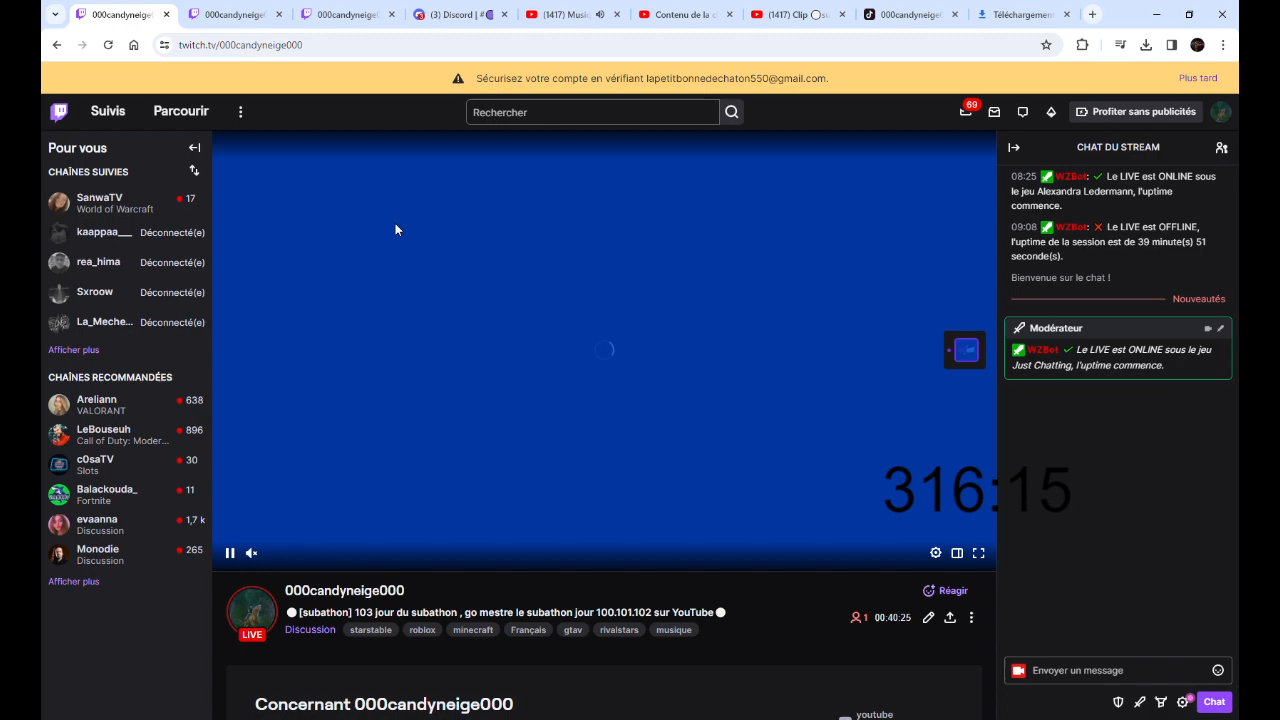 000candyneige
000candyneige
000candyneige
(3) Discord | #
(1417) Musi
Contenu de la c
(1417) Clip
000candyneige
Téléchargement
twitch.tv/000candyneige000
Sécurisez votre compte en vérifiant lapetitbonnedechaton550@gmail.com.
Plus tard
Suivis
Parcourir
Rechercher
69
Profiter sans publicités
Pour vous
CHAÎNES SUIVIES
SanwaTV
17
World of Warcraft
kaappaa___
Déconnecté(e)
rea_hima
Déconnecté(e)
Sxroow
Déconnecté(e)
La_Meche...
Déconnecté(e)
Afficher plus
CHAÎNES RECOMMANDÉES
Areliann
638
VALORANT
LeBouseuh
896
Call of Duty: Moder...
c0saTV
30
Slots
Balackouda_
11
Fortnite
evaanna
1,7 k
Discussion
Monodie
265
Discussion
Afficher plus
316:15
000candyneige000
Réagir
LIVE
[subathon] 103 jour du subathon , go mestre le subathon jour 100.101.102 sur YouTube
1
00:40:25
Discussion
starstable
roblox
minecraft
Français
gtav
rivalstars
musique
Concernant 000candyneige000
youtube
CHAT DU STREAM
08:25 WZBot: Le LIVE est ONLINE sous
le jeu Alexandra Ledermann, l'uptime
commence.
09:08 WZBot: Le LIVE est OFFLINE,
l'uptime de la session est de 39 minute(s) 51
seconde(s).
Bienvenue sur le chat !
Nouveautés
Modérateur
WZBot Le LIVE est ONLINE sous le jeu
Just Chatting, l'uptime commence.
Envoyer un message
Chat